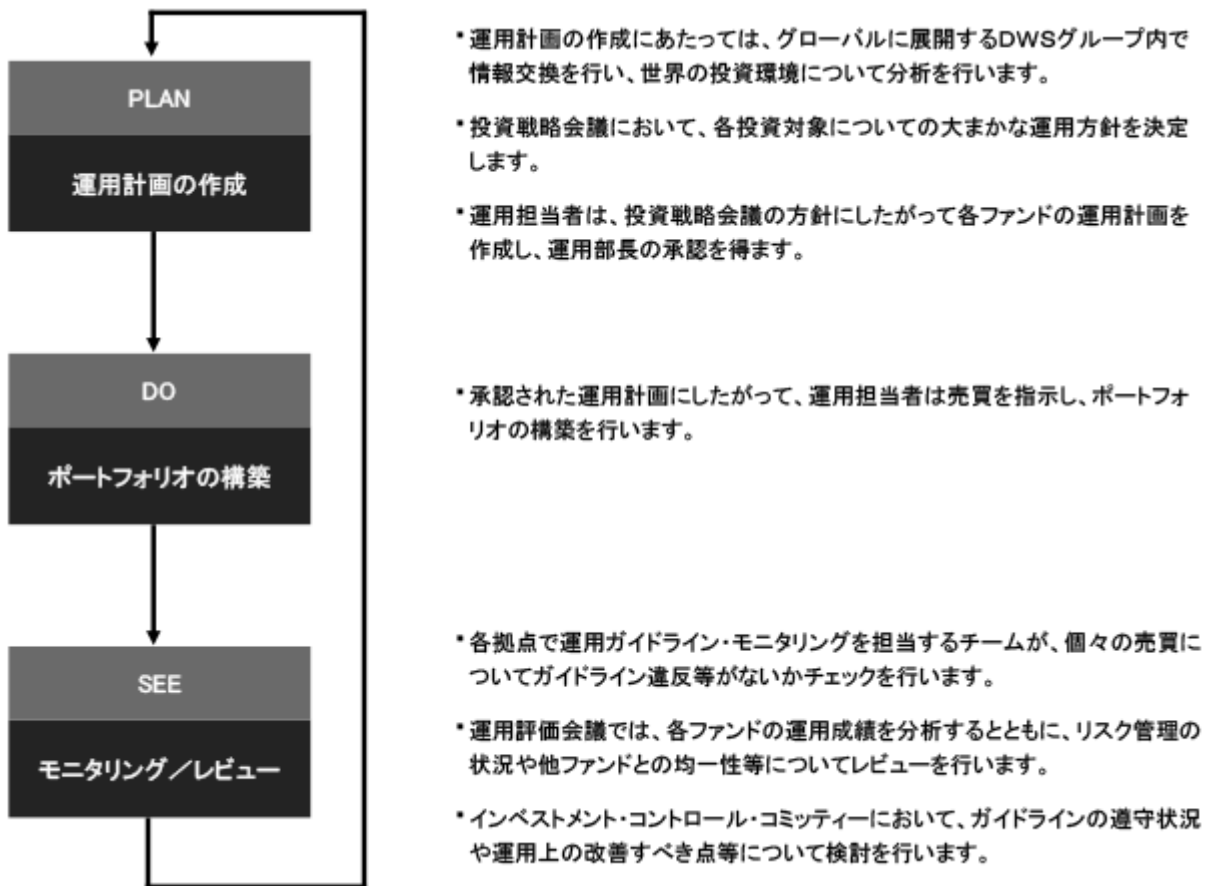 PLAN
運用計画の作成
▪運用計画の作成にあたっては、グローバルに展開するDWSグループ内で
情報交換を行い、世界の投資環境について分析を行います。
▪投資戦略会議において、各投資対象についての大まかな運用方針を決定
します。
▪運用担当者は、投資戦略会議の方針にしたがって各ファンドの運用計画を
作成し、運用部長の承認を得ます。
DO
ポートフォリオの構築
▪承認された運用計画にしたがって、運用担当者は売買を指示し、ポートフォ
リオの構築を行います。
SEE
モニタリング／レビュー
▪各拠点で運用ガイドライン・モニタリングを担当するチームが、個々の売買に
ついてガイドライン違反等がないかチェックを行います。
▪運用評価会議では、各ファンドの運用成績を分析するとともに、リスク管理の
状況や他ファンドとの均一性等についてレビューを行います。
▪インベストメント・コントロール・コミッティーにおいて、ガイドラインの遵守状況
や運用上の改善すべき点等について検討を行います。